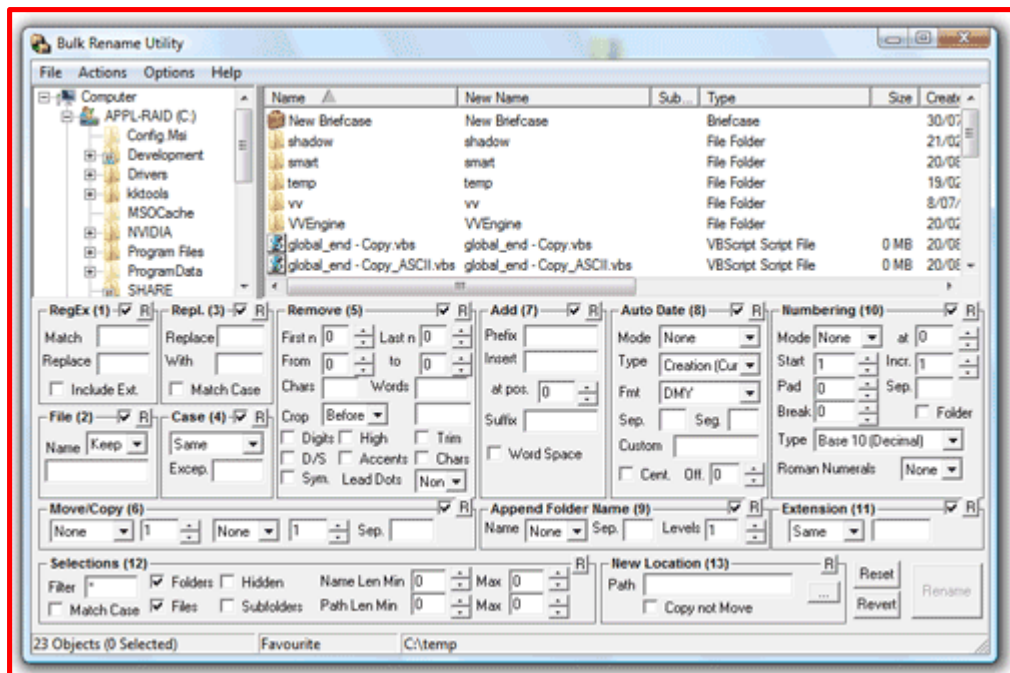 Bulk Rename Utility
File Actions Options Help
Computer
APPL-RAID (C:)
Config.Msi
Development
Drivers
kktools
MSOCache
NVIDIA
Program Files
ProgramData
SHARE
Name New Name Sub... Type Size
New Briefcase New Briefcase Briefcase 30/07
shadow shadow File Folder 21/02
smart smart File Folder 20/08
temp temp File Folder 19/02
vv vv File Folder 8/07/
VVEngine VVEngine File Folder 20/02
global_end - Copy.vbs global_end - Copy.vbs VBScript Script File 0 MB 20/08
global_end - Copy_ASCII.vbs global_end - Copy_ASCII.vbs VBScript Script File 0 MB 20/08
RegEx (1) R Repl. (3) R Remove (5) R Add (7) R Auto Date (8) R Numbering (10) R
Match Replace First n 0 Last n 0 Prefix Mode None Mode None at 0
Replace With From 0 to 0 Insert Type Creation (Cur Start 1 Incr. 1
Include Ext. Match Case Chars Words at pos. 0 Fmt DMY Pad 0 Sep.
File (2) R Case (4) R Crop Before Suffix Sep. Seg. Break 0 Folder
Name Keep Same Digits High Trim Word Space Custom Type Base 10 (Decimal)
Excep. D/S Accents Chars Cent. Off. 0 Roman Numerals None
Sym. Lead Dots Non
Move/Copy (6) R Append Folder Name (9) R Extension (11) R
None 1 None 1 Sep. Name None Sep. Levels 1 Same
Selections (12) R New Location (13) R
Filter * Folders Hidden Name Len Min 0 Max 0 Path ... Reset Rename
Match Case Files Subfolders Path Len Min 0 Max 0 Copy not Move Revert
23 Objects (0 Selected) Favourite C:\temp